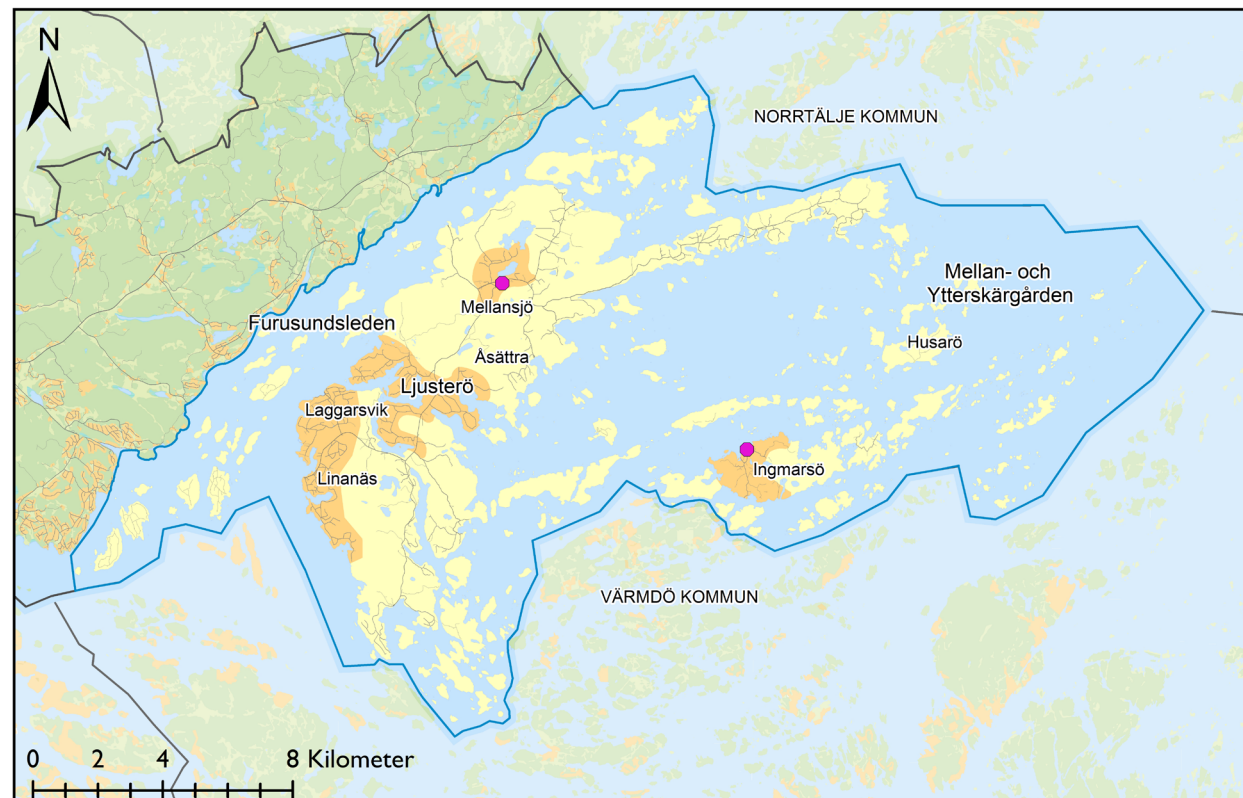 N
NORRTÄLJE KOMMUN
Mellan- och
Ytterskärgården
Mellansjö
Furusundsleden
Husarö
Åsättra
Ljusterö
Laggarsvik
Ingmarsö
Linanäs
VÄRMDÖ KOMMUN
0 2 4 8 Kilometer